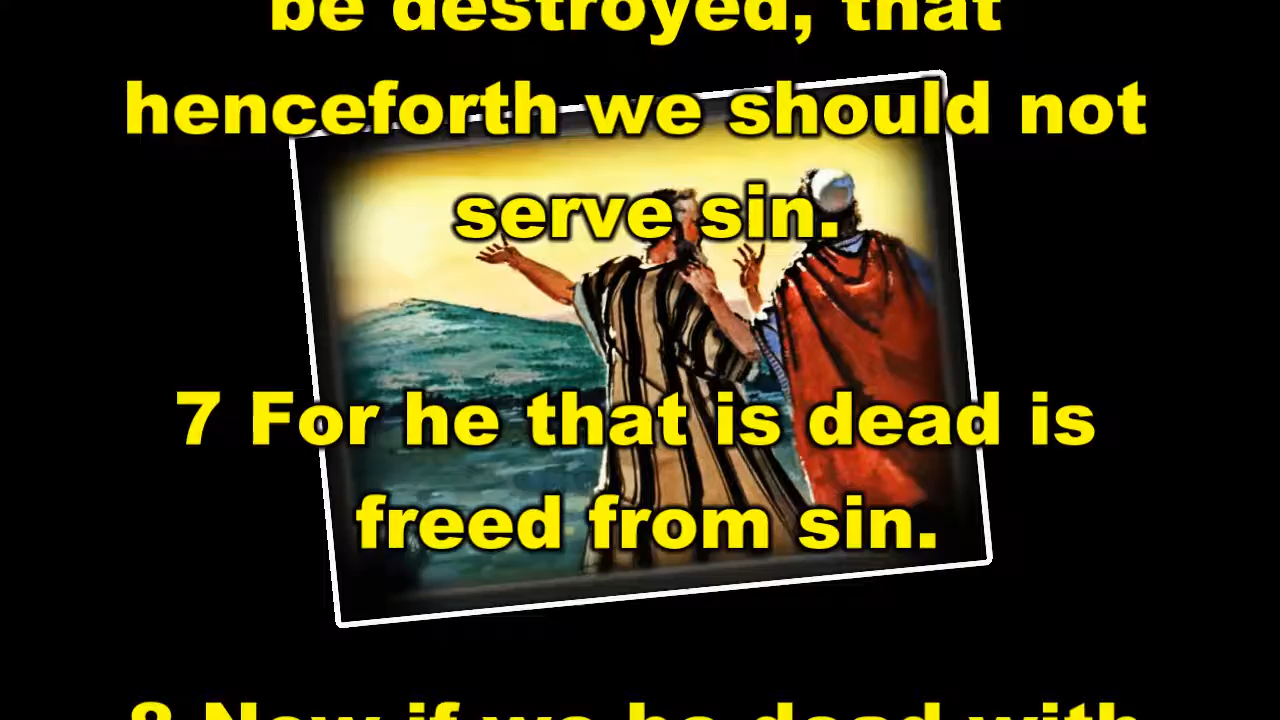 be destroyed, that
henceforth we should not
serve sin.
7 For he that is dead is
freed from sin.
8 Now if we be dead with